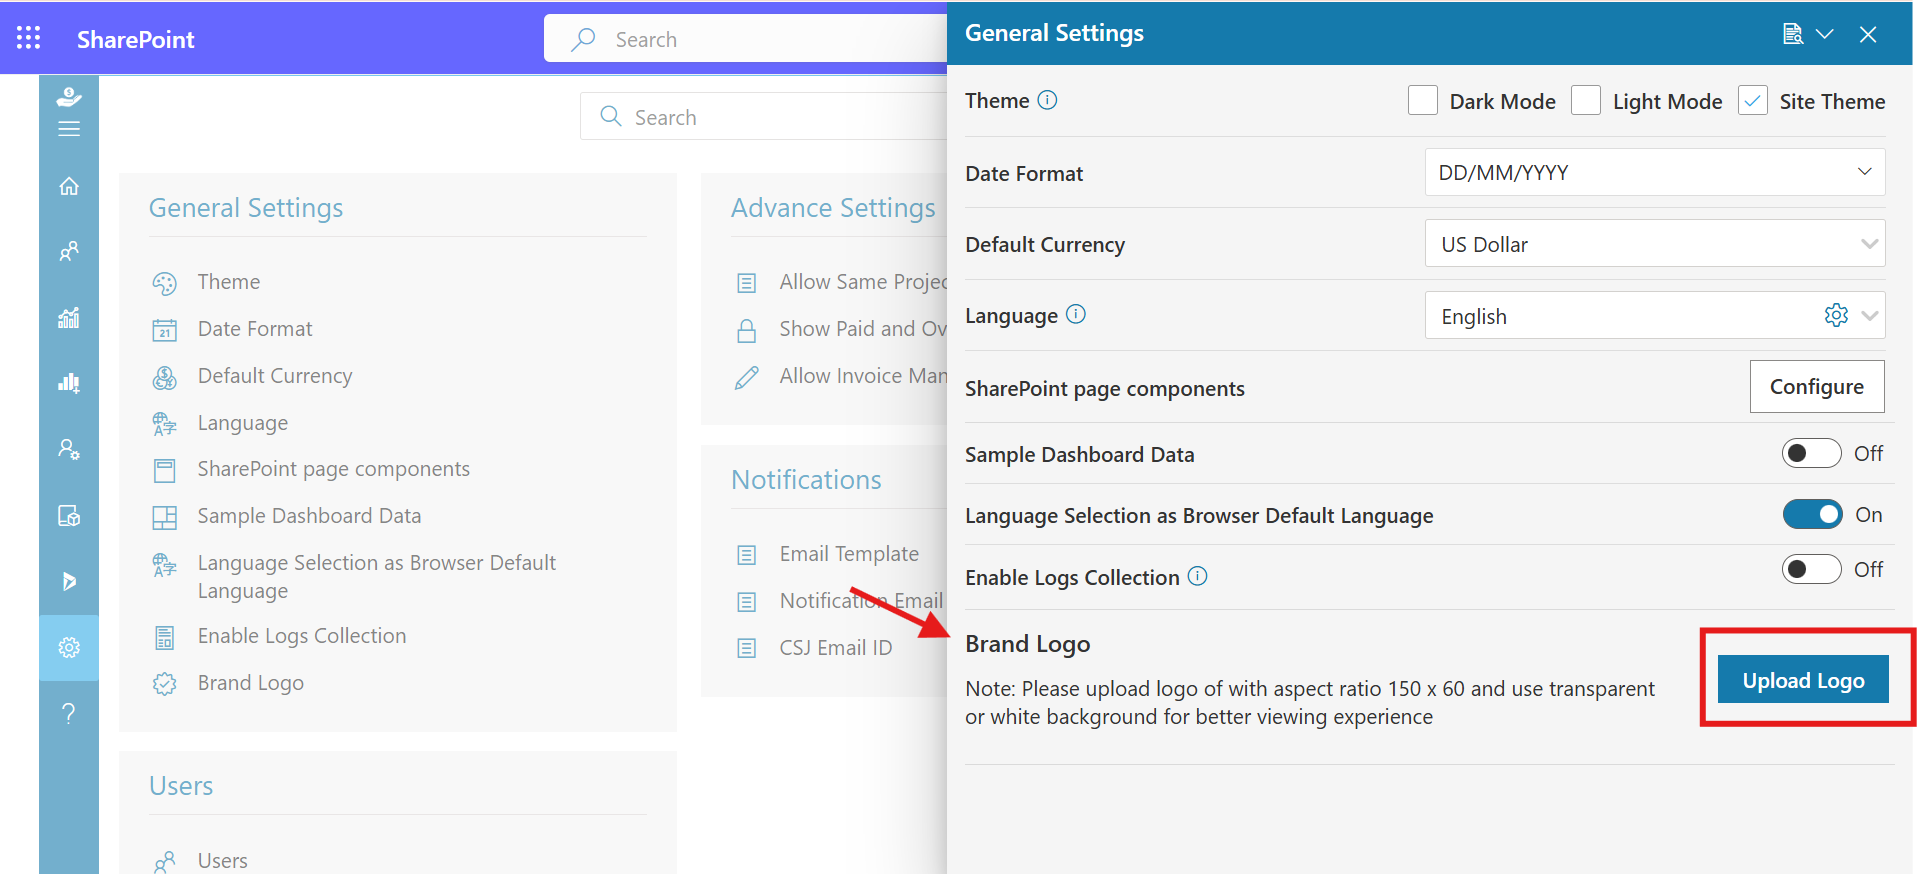 SharePoint
Search
Search
General Settings
Theme
Date Format
21
Default Currency
Language
SharePoint page components
Sample Dashboard Data
Language Selection as Browser Default
Language
Enable Logs Collection
Brand Logo
Users
Users
Advance Settings
Allow Same Projec
Show Paid and Ov
Allow Invoice Man
Notifications
Email Template
Notification Email
CSJ Email ID
General Settings
Theme
Dark Mode
Light Mode
Site Theme
Date Format
DD/MM/YYYY
Default Currency
US Dollar
Language
English
SharePoint page components
Configure
Sample Dashboard Data
Off
Language Selection as Browser Default Language
On
Enable Logs Collection
Off
Brand Logo
Note: Please upload logo of with aspect ratio 150 x 60 and use transparent
or white background for better viewing experience
Upload Logo